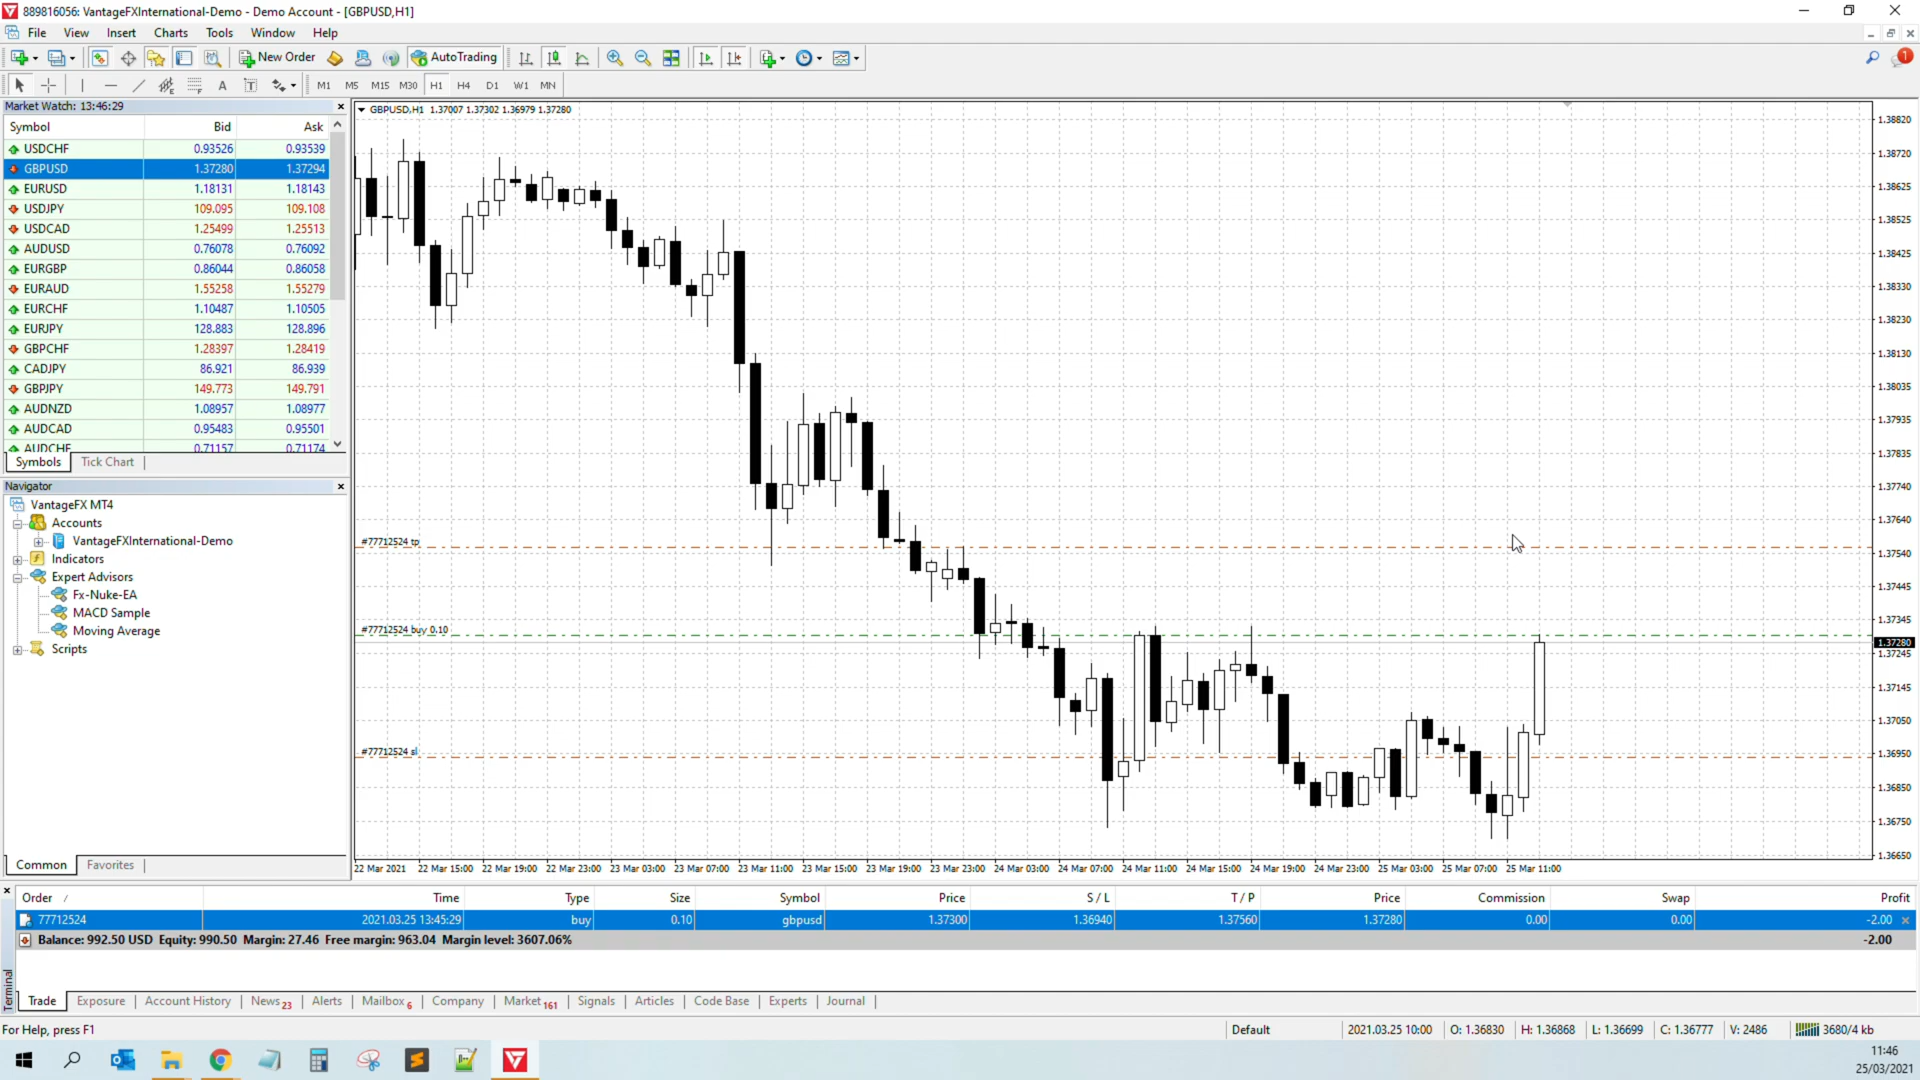 889816056: VantageFXInternational-Demo - Demo Account - [GBPUSD,H1]
File View Insert Charts Tools Window Help
New Order AutoTrading
1
A T M1 M5 M15 M30 H1 H4 D1 W1 MN
Market Watch: 13:46:29
Symbol Bid Ask
USDCHF 0.93526 0.93539
GBPUSD 1.37280 1.37294
EURUSD 1.18131 1.18143
USDJPY 109.095 109.108
USDCAD 1.25499 1.25513
AUDUSD 0.76078 0.76092
EURGBP 0.86044 0.86058
EURAUD 1.55258 1.55279
EURCHF 1.10487 1.10505
EURJPY 128.883 128.896
GBPCHF 1.28397 1.28419
CADJPY 86.921 86.939
GBPJPY 149.773 149.791
AUDNZD 1.08957 1.08977
AUDCAD 0.95483 0.95501
AUDCHF 0.71157 0.71174
Symbols Tick Chart
Navigator
VantageFX MT4
Accounts
VantageFXInternational-Demo
Indicators
Expert Advisors
Fx-Nuke-EA
MACD Sample
Moving Average
Scripts
Common Favorites
GBPUSD,H1 1.37007 1.37302 1.36979 1.37280
#77712524 tp
#77712524 buy 0.10
#77712524 sl
1.38820
1.38720
1.38625
1.38525
1.38425
1.38330
1.38230
1.38130
1.38035
1.37935
1.37835
1.37740
1.37640
1.37540
1.37445
1.37345
1.37280
1.37245
1.37145
1.37050
1.36950
1.36850
1.36750
1.36650
22 Mar 2021 22 Mar 15:00 22 Mar 19:00 22 Mar 23:00 23 Mar 03:00 23 Mar 07:00 23 Mar 11:00 23 Mar 15:00 23 Mar 19:00 23 Mar 23:00 24 Mar 03:00 24 Mar 07:00 24 Mar 11:00 24 Mar 15:00 24 Mar 19:00 24 Mar 23:00 25 Mar 03:00 25 Mar 07:00 25 Mar 11:00
Order / Time Type Size Symbol Price S / L T / P Price Commission Swap Profit
77712524 2021.03.25 13:45:29 buy 0.10 gbpusd 1.37300 1.36940 1.37560 1.37280 0.00 0.00 -2.00
Balance: 992.50 USD Equity: 990.50 Margin: 27.46 Free margin: 963.04 Margin level: 3607.06% -2.00
Terminal
Trade Exposure Account History News 23 Alerts Mailbox 6 Company Market 161 Signals Articles Code Base Experts Journal
For Help, press F1 Default 2021.03.25 10:00 O: 1.36830 H: 1.36868 L: 1.36699 C: 1.36777 V: 2486 3680/4 kb
11:46
25/03/2021